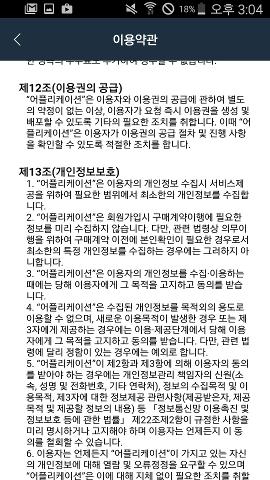 18% 오후 3:04
이용약관
제12조(이용권의 공급)
"어플리케이션"은 이용자와 이용권의 공급에 관하여 별도
의 약정이 없는 이상, 이용자가 요청 즉시 이용권을 생성 및
배포할 수 있도록 기타의 필요한 조치를 취합니다. 이때 "어
플리케이션"은 이용자가 이용권의 공급 절차 및 진행 사항
을 확인할 수 있도록 적절한 조치를 합니다.
제13조(개인정보보호)
1. "어플리케이션"은 이용자의 개인정보 수집시 서비스제
공을 위하여 필요한 범위에서 최소한의 개인정보를 수집합
니다.
2. "어플리케이션"은 회원가입시 구매계약이행에 필요한
정보를 미리 수집하지 않습니다. 다만, 관련 법령상 의무이
행을 위하여 구매계약 이전에 본인확인이 필요한 경우로서
최소한의 특정 개인정보를 수집하는 경우에는 그러하지 아
니합니다.
3. "어플리케이션"은 이용자의 개인정보를 수집·이용하는
때에는 당해 이용자에게 그 목적을 고지하고 동의를 받습
니다.
4. "어플리케이션"은 수집된 개인정보를 목적외의 용도로
이용할 수 없으며, 새로운 이용목적이 발생한 경우 또는 제
3자에게 제공하는 경우에는 이용·제공단계에서 당해 이용
자에게 그 목적을 고지하고 동의를 받습니다. 다만, 관련 법
령에 달리 정함이 있는 경우에는 예외로 합니다.
5. "어플리케이션"이 제2항과 제3항에 의해 이용자의 동의
를 받아야 하는 경우에는 개인정보관리 책임자의 신원(소
속, 성명 및 전화번호, 기타 연락처), 정보의 수집목적 및 이
용목적, 제3자에 대한 정보제공 관련사항(제공받은자, 제공
목적 및 제공할 정보의 내용) 등 「정보통신망 이용촉진 및
정보보호 등에 관한 법률」 제22조제2항이 규정한 사항을
미리 명시하거나 고지해야 하며 이용자는 언제든지 이 동
의를 철회할 수 있습니다.
6. 이용자는 언제든지 "어플리케이션"이 가지고 있는 자신
의 개인정보에 대해 열람 및 오류정정을 요구할 수 있으며
"어플리케이션"은 이에 대해 지체 없이 필요한 조치를 취할